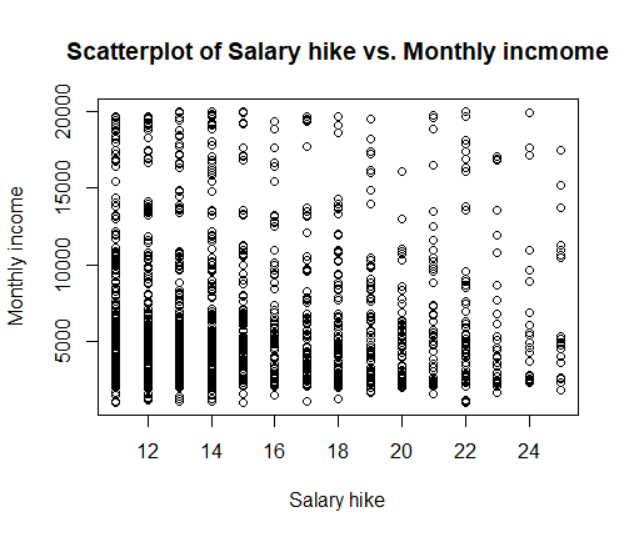 Scatterplot of Salary hike vs. Monthly incmome
20000
15000
10000
5000
Monthly income
12 14 16 18 20 22 24
Salary hike